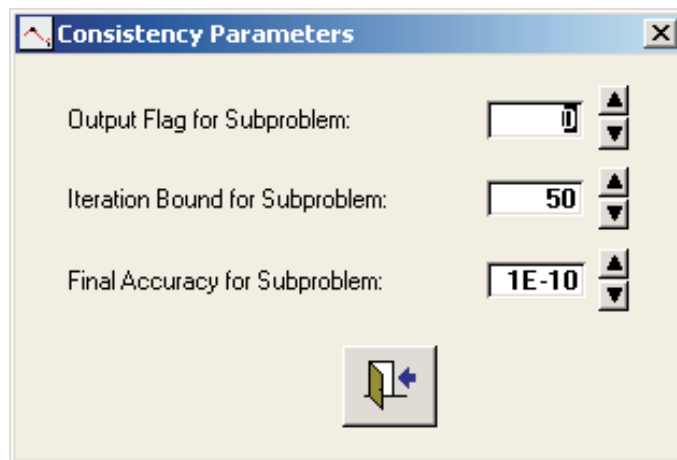 Consistency Parameters
Output Flag for Subproblem: 0
Iteration Bound for Subproblem: 50
Final Accuracy for Subproblem: 1E-10